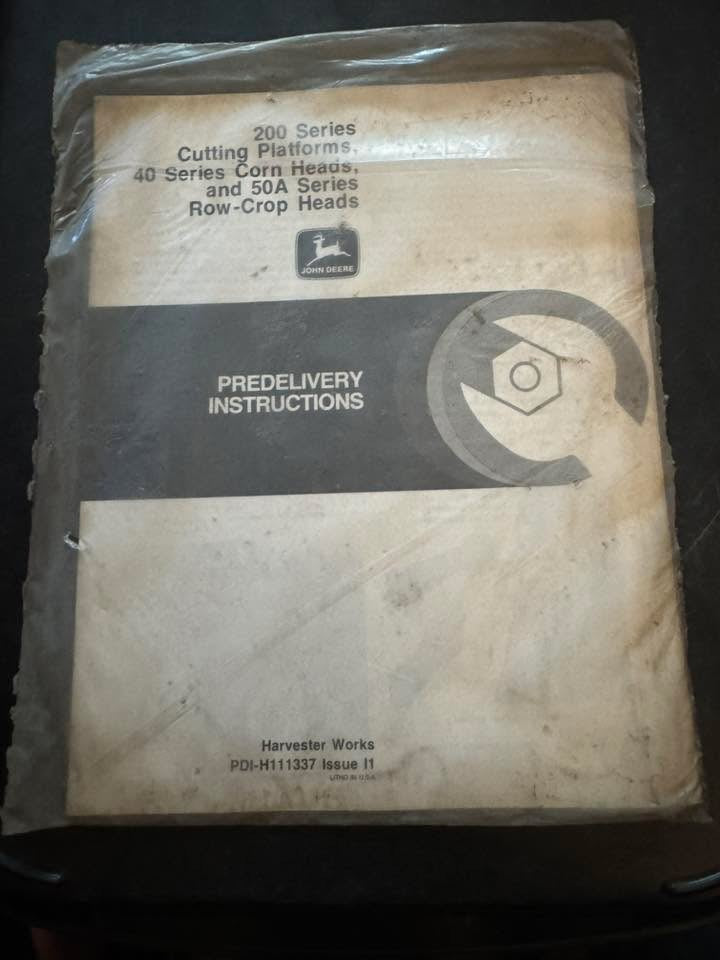 200 Series
Cutting Platforms,
40 Series Corn Heads,
and 50A Series
Row-Crop Heads
JOHN DEERE
PREDELIVERY
INSTRUCTIONS
Harvester Works
PDI-H111337 Issue I1
LITHO IN U.S.A.